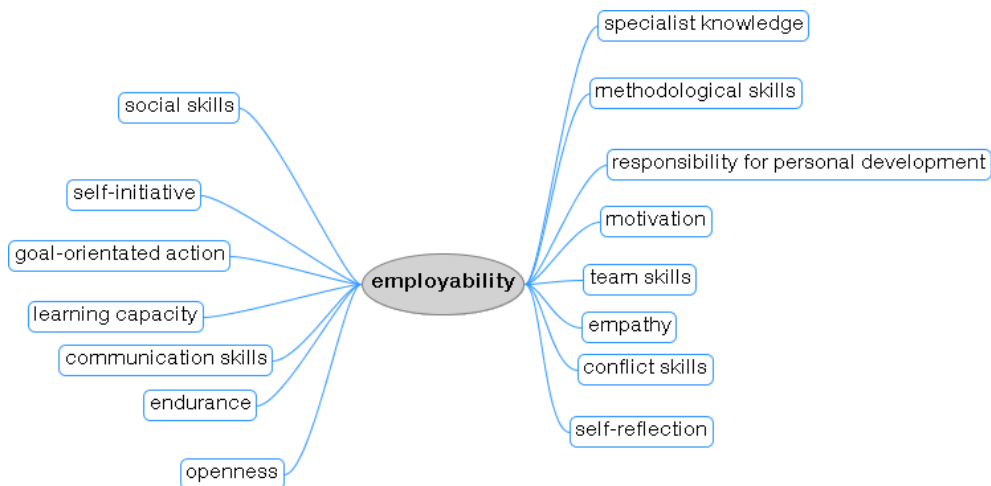 specialist knowledge
social skills
methodological skills
responsibility for personal development
self-initiative
motivation
goal-orientated action
employability
team skills
learning capacity
empathy
communication skills
conflict skills
endurance
self-reflection
openness